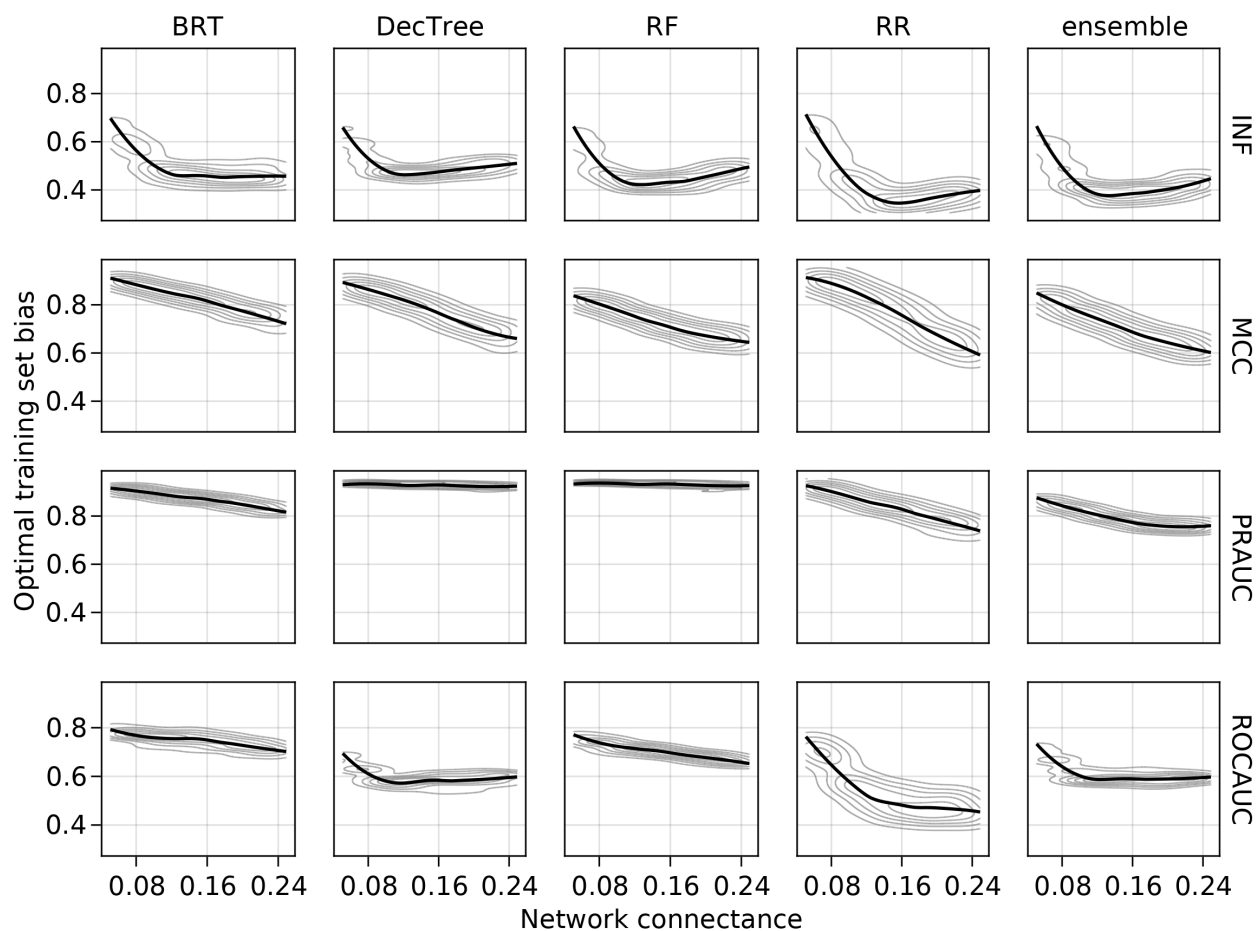 BRT DecTree RF RR ensemble
0.8
0.6
0.4
INF
0.8
0.6
0.4
MCC
0.8
0.6
0.4
PRAUC
0.8
0.6
0.4
ROCAUC
Optimal training set bias
0.08 0.16 0.24 0.08 0.16 0.24 0.08 0.16 0.24 0.08 0.16 0.24 0.08 0.16 0.24
Network connectance